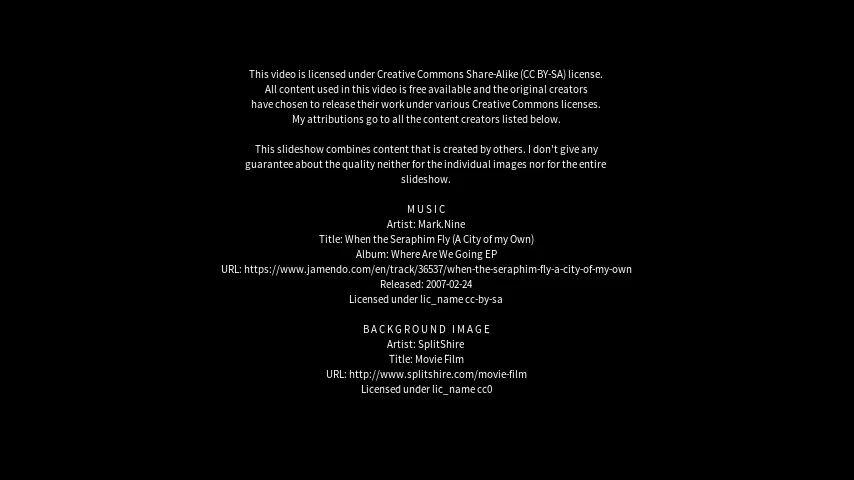 This video is licensed under Creative Commons Share-Alike (CC BY-SA) license.
All content used in this video is free available and the original creators
have chosen to release their work under various Creative Commons licenses.
My attributions go to all the content creators listed below.
This slideshow combines content that is created by others. I don't give any
guarantee about the quality neither for the individual images nor for the entire
slideshow.
MUSIC
Artist: Mark.Nine
Title: When the Seraphim Fly (A City of my Own)
Album: Where Are We Going EP
URL: https://www.jamendo.com/en/track/36537/when-the-seraphim-fly-a-city-of-my-own
Released: 2007-02-24
Licensed under lic_name cc-by-sa
BACKGROUND IMAGE
Artist: SplitShire
Title: Movie Film
URL: http://www.splitshire.com/movie-film
Licensed under lic_name cc0